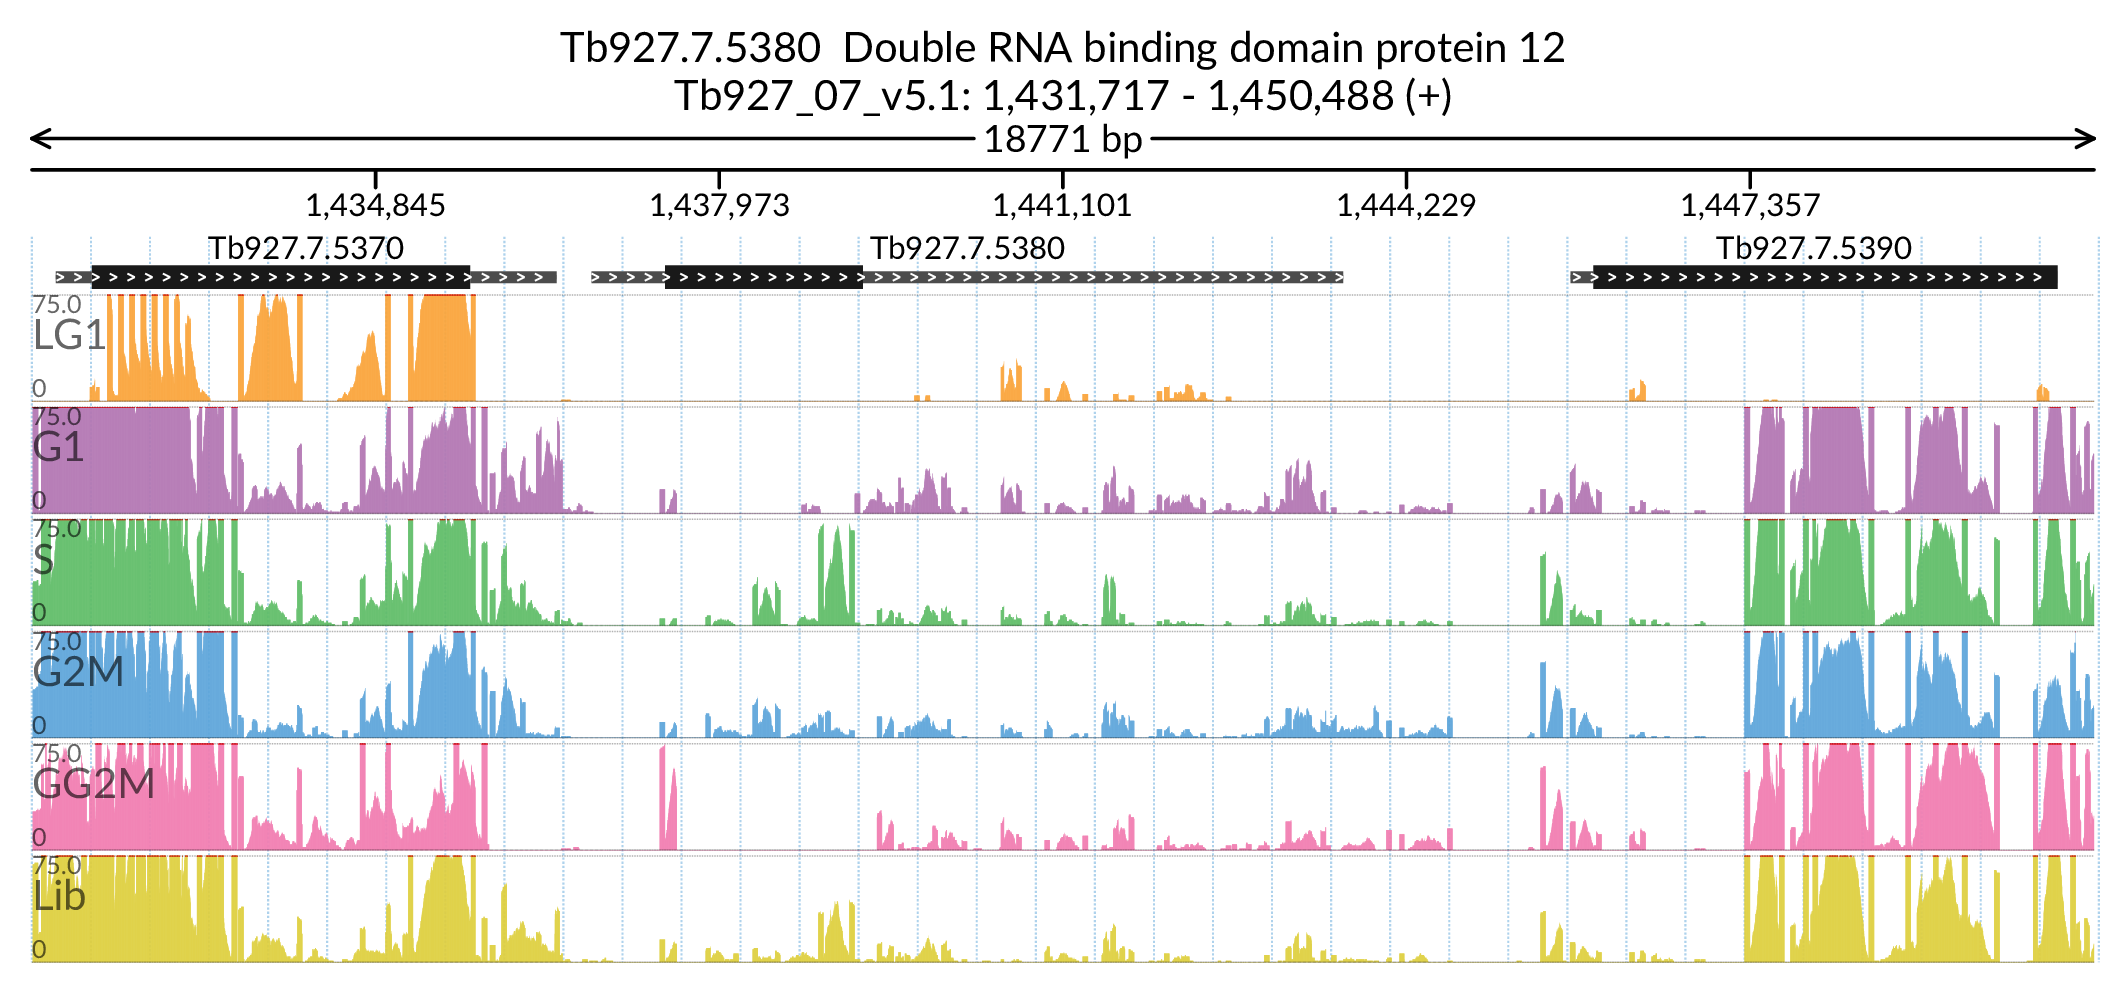 Tb927.7.5380  Double RNA binding domain protein 12
Tb927_07_v5.1: 1,431,717 - 1,450,488 (+)
18771 bp
1,434,845 1,437,973 1,441,101 1,444,229 1,447,357
Tb927.7.5370 Tb927.7.5380 Tb927.7.5390
75.0
LG1
0
75.0
G1
0
75.0
S
0
75.0
G2M
0
75.0
GG2M
0
75.0
Lib
0